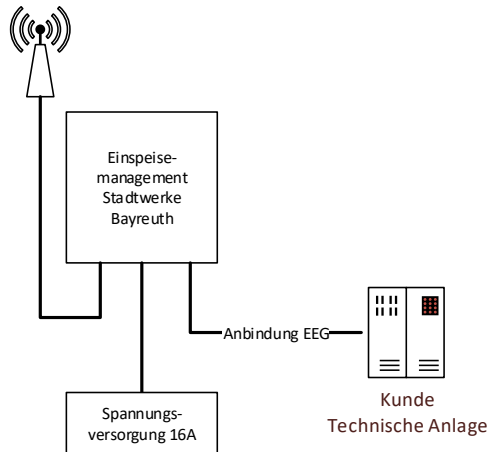 Einspeise-
management
Stadtwerke
Bayreuth
Anbindung EEG
Kunde
Technische Anlage
Spannungs-
versorgung 16A